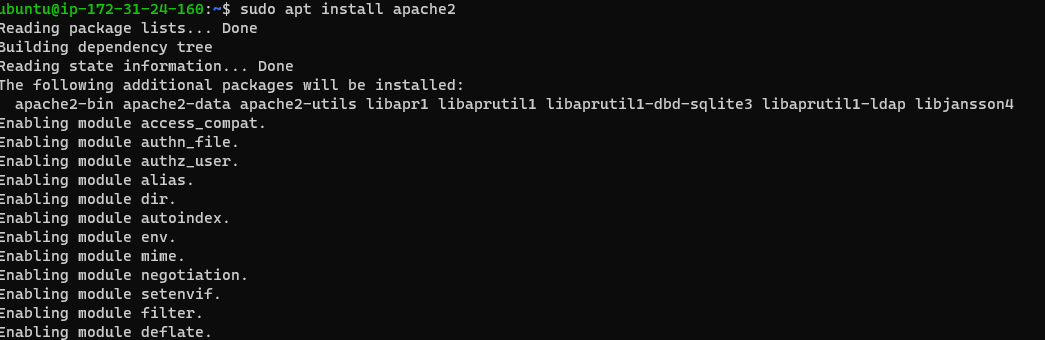 ubuntu@ip-172-31-24-160:~$ sudo apt install apache2
Reading package lists... Done
Building dependency tree
Reading state information... Done
The following additional packages will be installed:
  apache2-bin apache2-data apache2-utils libapr1 libaprutil1 libaprutil1-dbd-sqlite3 libaprutil1-ldap libjansson4
Enabling module access_compat.
Enabling module authn_file.
Enabling module authz_user.
Enabling module alias.
Enabling module dir.
Enabling module autoindex.
Enabling module env.
Enabling module mime.
Enabling module negotiation.
Enabling module setenvif.
Enabling module filter.
Enabling module deflate.